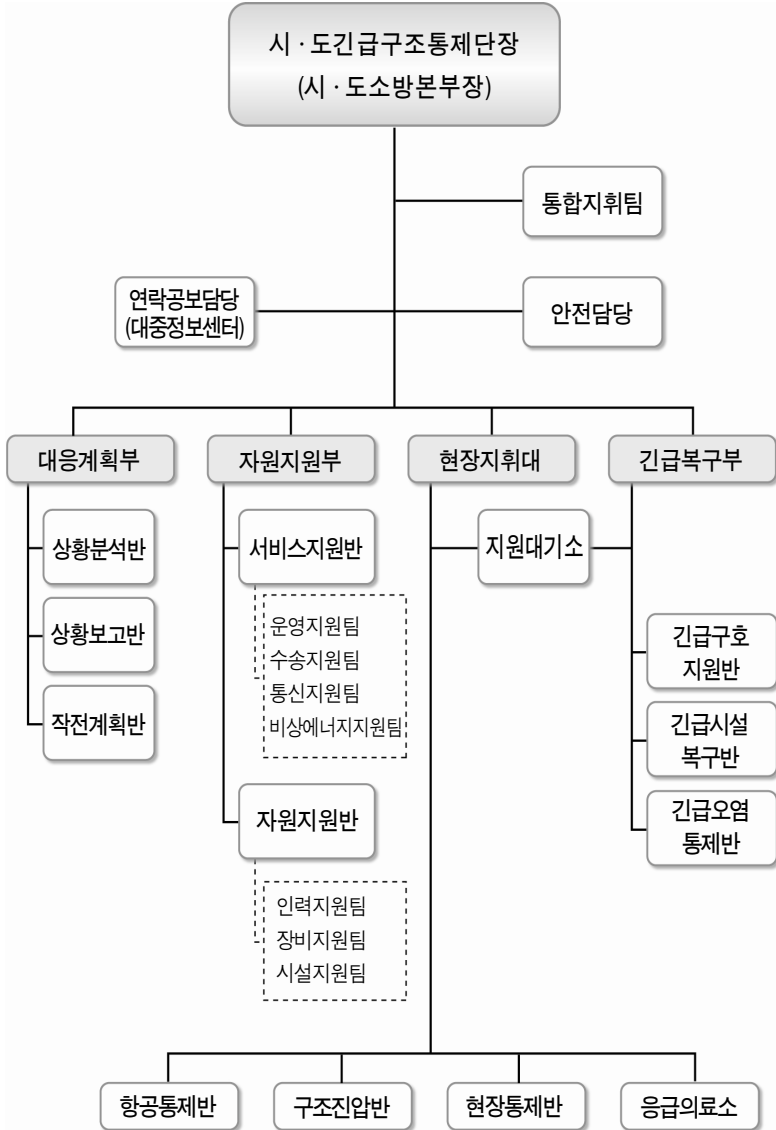 시·도긴급구조통제단장
(시·도소방본부장)
통합지휘팀
연락공보담당
(대중정보센터)
안전담당
대응계획부
자원지원부
현장지휘대
긴급복구부
상황분석반
상황보고반
작전계획반
서비스지원반
운영지원팀
수송지원팀
통신지원팀
비상에너지지원팀
자원지원반
인력지원팀
장비지원팀
시설지원팀
지원대기소
긴급구호
지원반
긴급시설
복구반
긴급오염
통제반
항공통제반
구조진압반
현장통제반
응급의료소